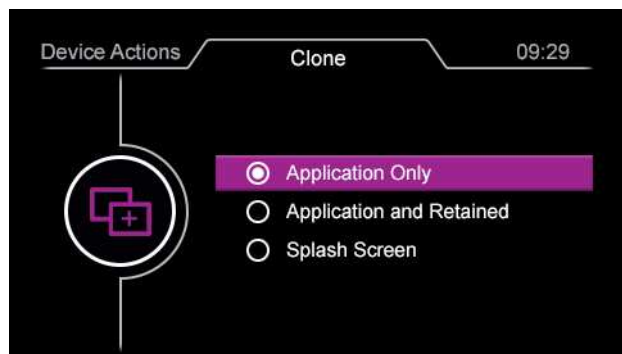 Device Actions
Clone
09:29
Application Only
Application and Retained
Splash Screen